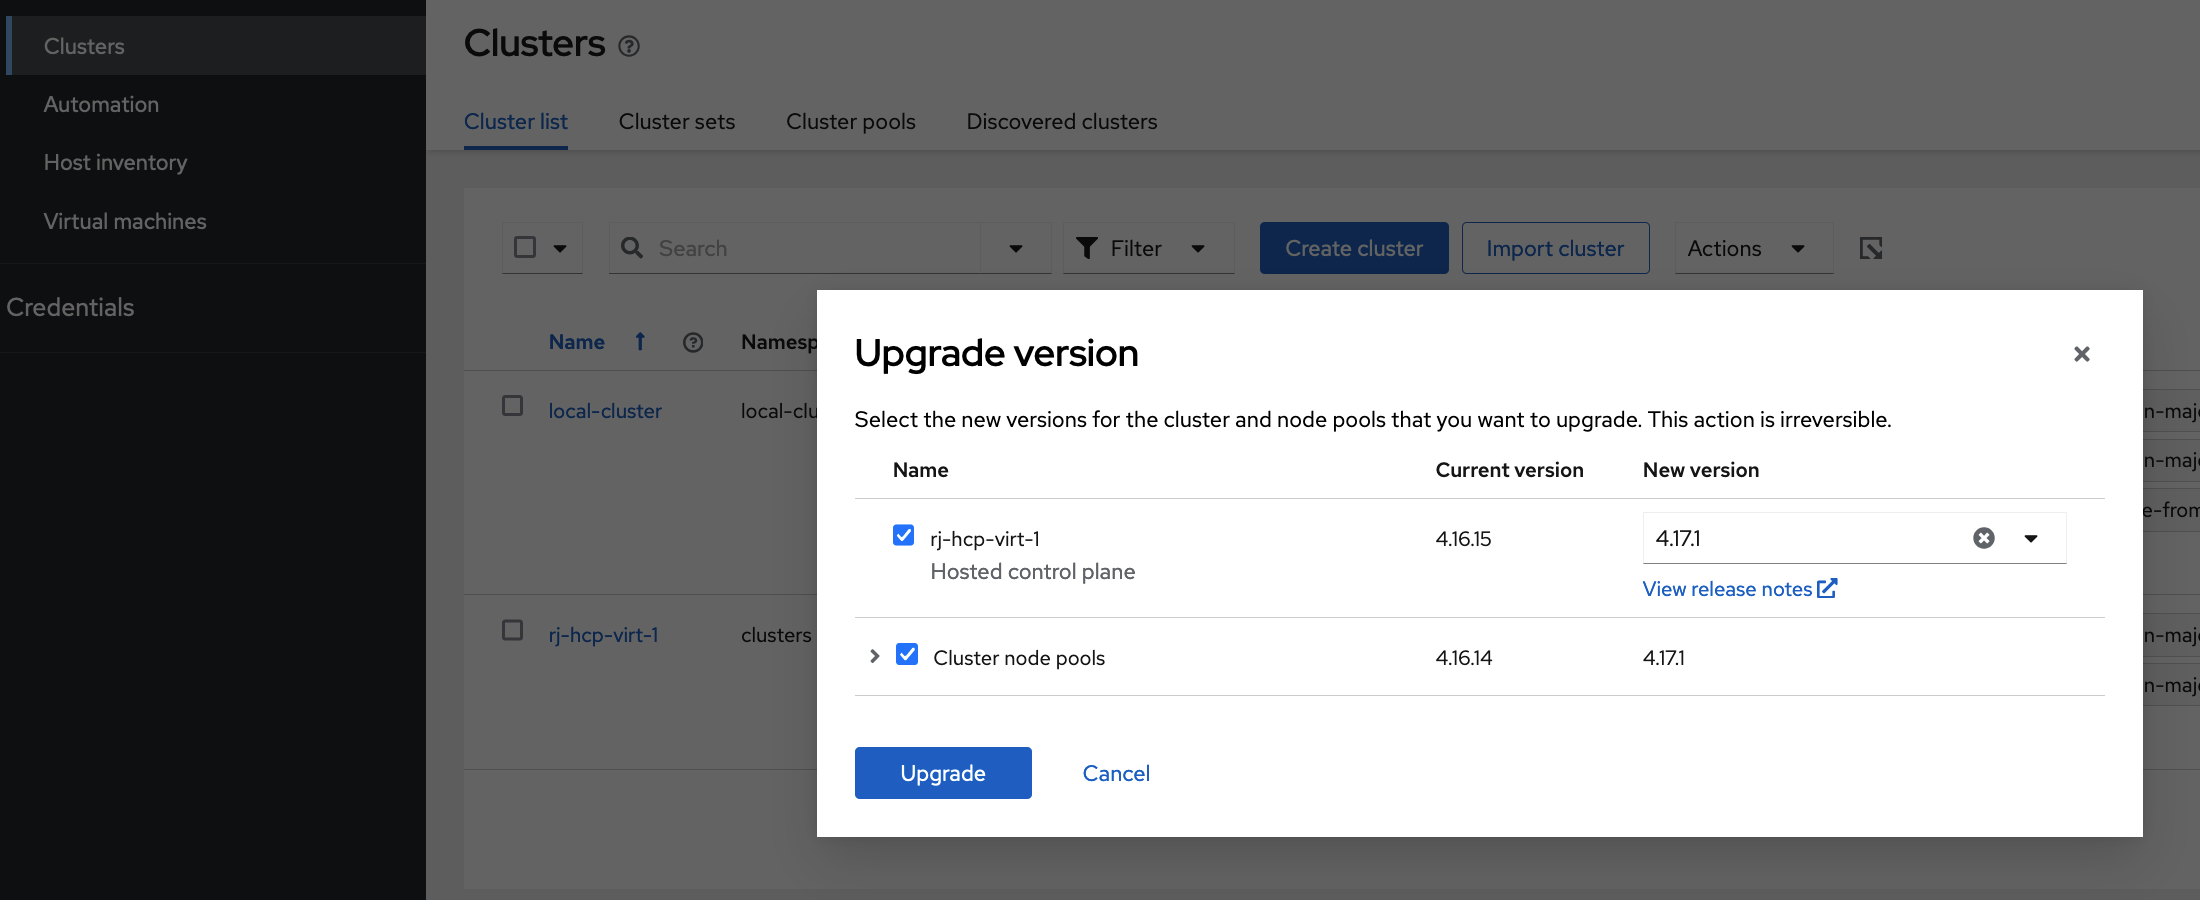 Clusters
Automation
Host inventory
Virtual machines
Credentials
Clusters
Cluster list Cluster sets Cluster pools Discovered clusters
Search Filter Create cluster Import cluster Actions
Name Namesp
local-cluster local-clu
n-maj
n-maj
e-from
rj-hcp-virt-1 clusters
n-maj
n-maj
Upgrade version
Select the new versions for the cluster and node pools that you want to upgrade. This action is irreversible.
Name Current version New version
rj-hcp-virt-1 4.16.15 4.17.1
Hosted control plane
View release notes
Cluster node pools 4.16.14 4.17.1
Upgrade Cancel